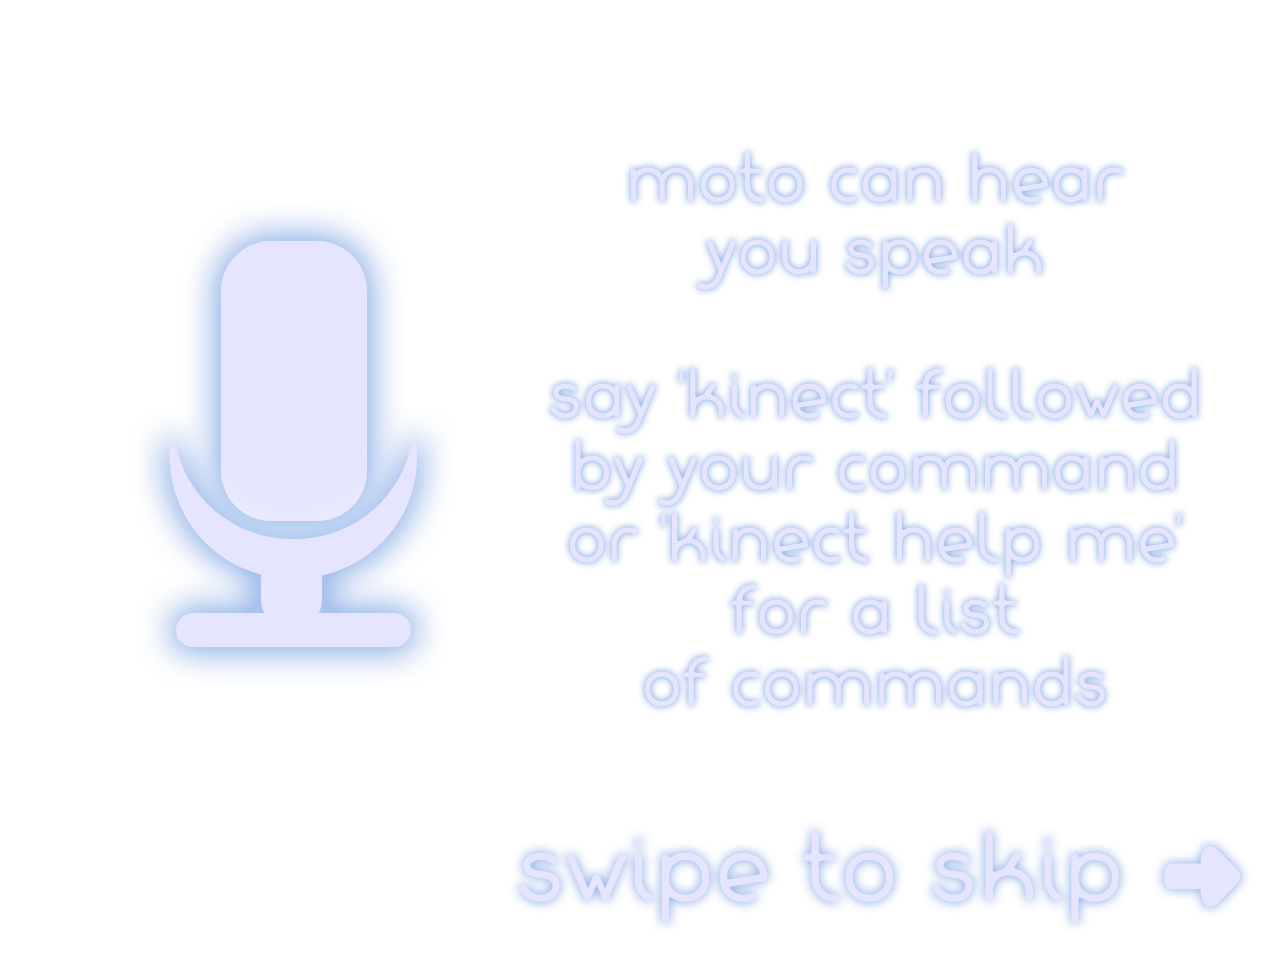 moto can hear
you speak
say 'kinect' followed
by your command
or 'kinect help me'
for a list
of commands
swipe to skip